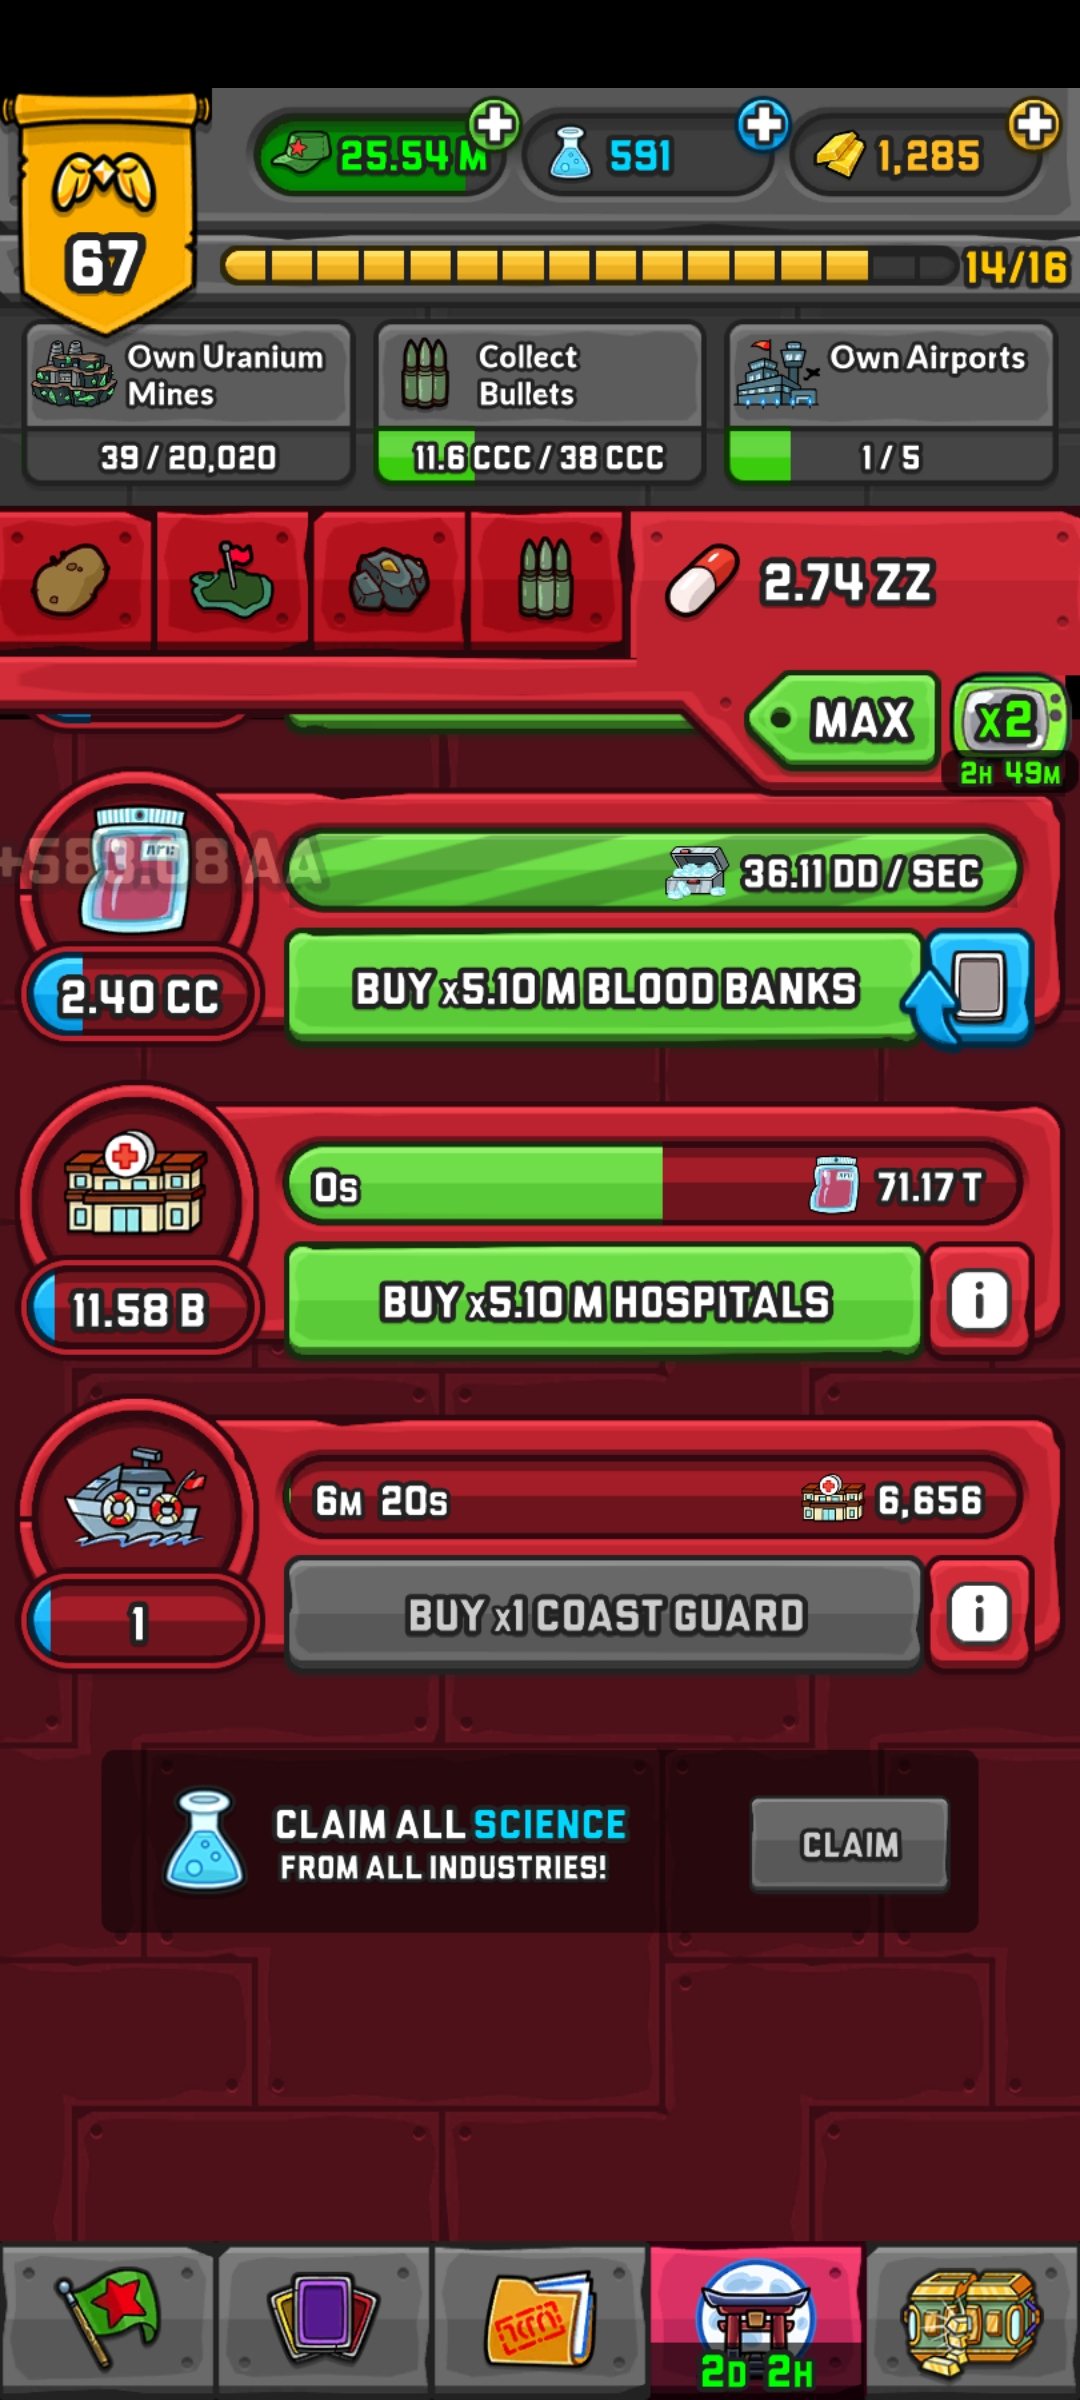 25.54 M
591
1,285
67
14/16
Own Uranium
Mines
39 / 20,020
Collect
Bullets
11.6 CCC / 38 CCC
Own Airports
1 / 5
2.74 ZZ
MAX
x2
2H 49M
+583.08 AA
36.11 DD / SEC
2.40 CC
BUY x5.10 M BLOOD BANKS
0s
71.17 T
11.58 B
BUY x5.10 M HOSPITALS
i
6M 20s
6,656
1
BUY x1 COAST GUARD
i
CLAIM ALL SCIENCE
FROM ALL INDUSTRIES!
CLAIM
2D 2H